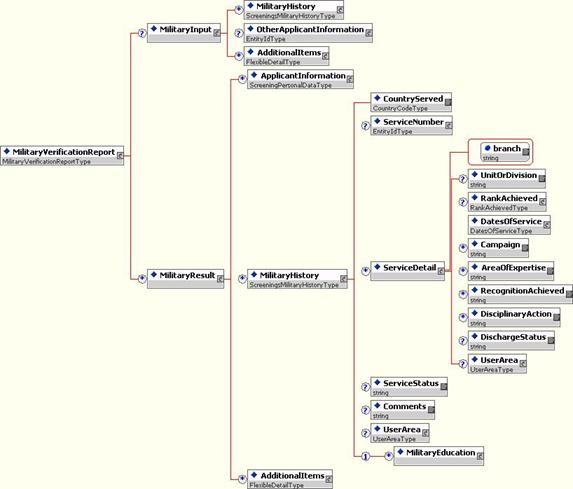 MilitaryHistory
ScreeningsMilitaryHistoryType
MilitaryInput
OtherApplicantInformation
EntityIdType
AdditionalItems
FlexibleDetailType
ApplicantInformation
ScreeningPersonalDataType
CountryServed
CountryCodeType
ServiceNumber
EntityIdType
branch
string
MilitaryVerificationReport
MilitaryVerificationReportType
UnitOrDivision
string
RankAchieved
RankAchievedType
DatesOfService
DatesOfServiceType
Campaign
string
MilitaryResult
MilitaryHistory
ScreeningsMilitaryHistoryType
ServiceDetail
AreaOfExpertise
string
RecognitionAchieved
string
DisciplinaryAction
string
DischargeStatus
string
UserArea
UserAreaType
ServiceStatus
string
Comments
string
UserArea
UserAreaType
MilitaryEducation
AdditionalItems
FlexibleDetailType